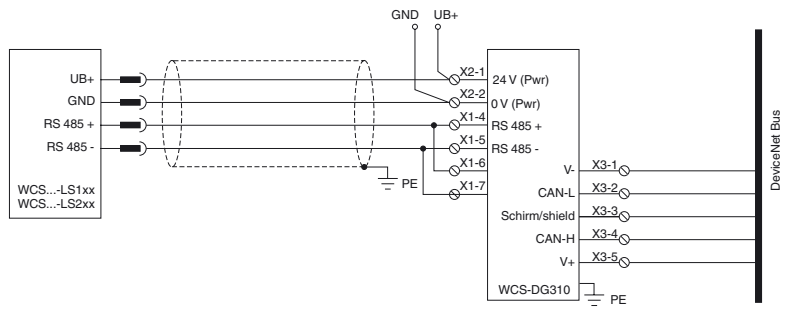 GND UB+
UB+ X2-1 24 V (Pwr)
GND X2-2 0 V (Pwr)
RS 485 + X1-4 RS 485 +
RS 485 - X1-5 RS 485 -
X1-6
PE X1-7
WCS...-LS1xx
WCS...-LS2xx
V- X3-1
CAN-L X3-2
Schirm/shield X3-3
CAN-H X3-4
V+ X3-5
WCS-DG310
PE
DeviceNet Bus